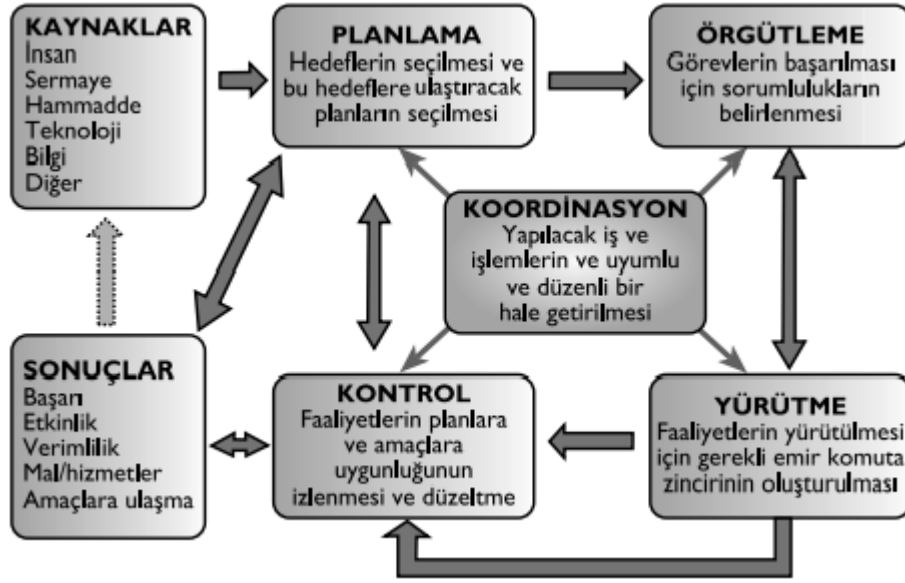 KAYNAKLAR
İnsan
Sermaye
Hammadde
Teknoloji
Bilgi
Diğer
PLANLAMA
Hedeflerin seçilmesi ve
bu hedeflere ulaştıracak
planların seçilmesi
ÖRGÜTLEME
Görevlerin başarılması
için sorumlulukların
belirlenmesi
KOORDİNASYON
Yapılacak iş ve
işlemlerin ve uyumlu
ve düzenli bir
hale getirilmesi
SONUÇLAR
Başarı
Etkinlik
Verimlilik
Mal/hizmetler
Amaçlara ulaşma
KONTROL
Faaliyetlerin planlara
ve amaçlara
uygunluğunun
izlenmesi ve düzeltme
YÜRÜTME
Faaliyetlerin yürütülmesi
için gerekli emir komuta
zincirinin oluşturulması